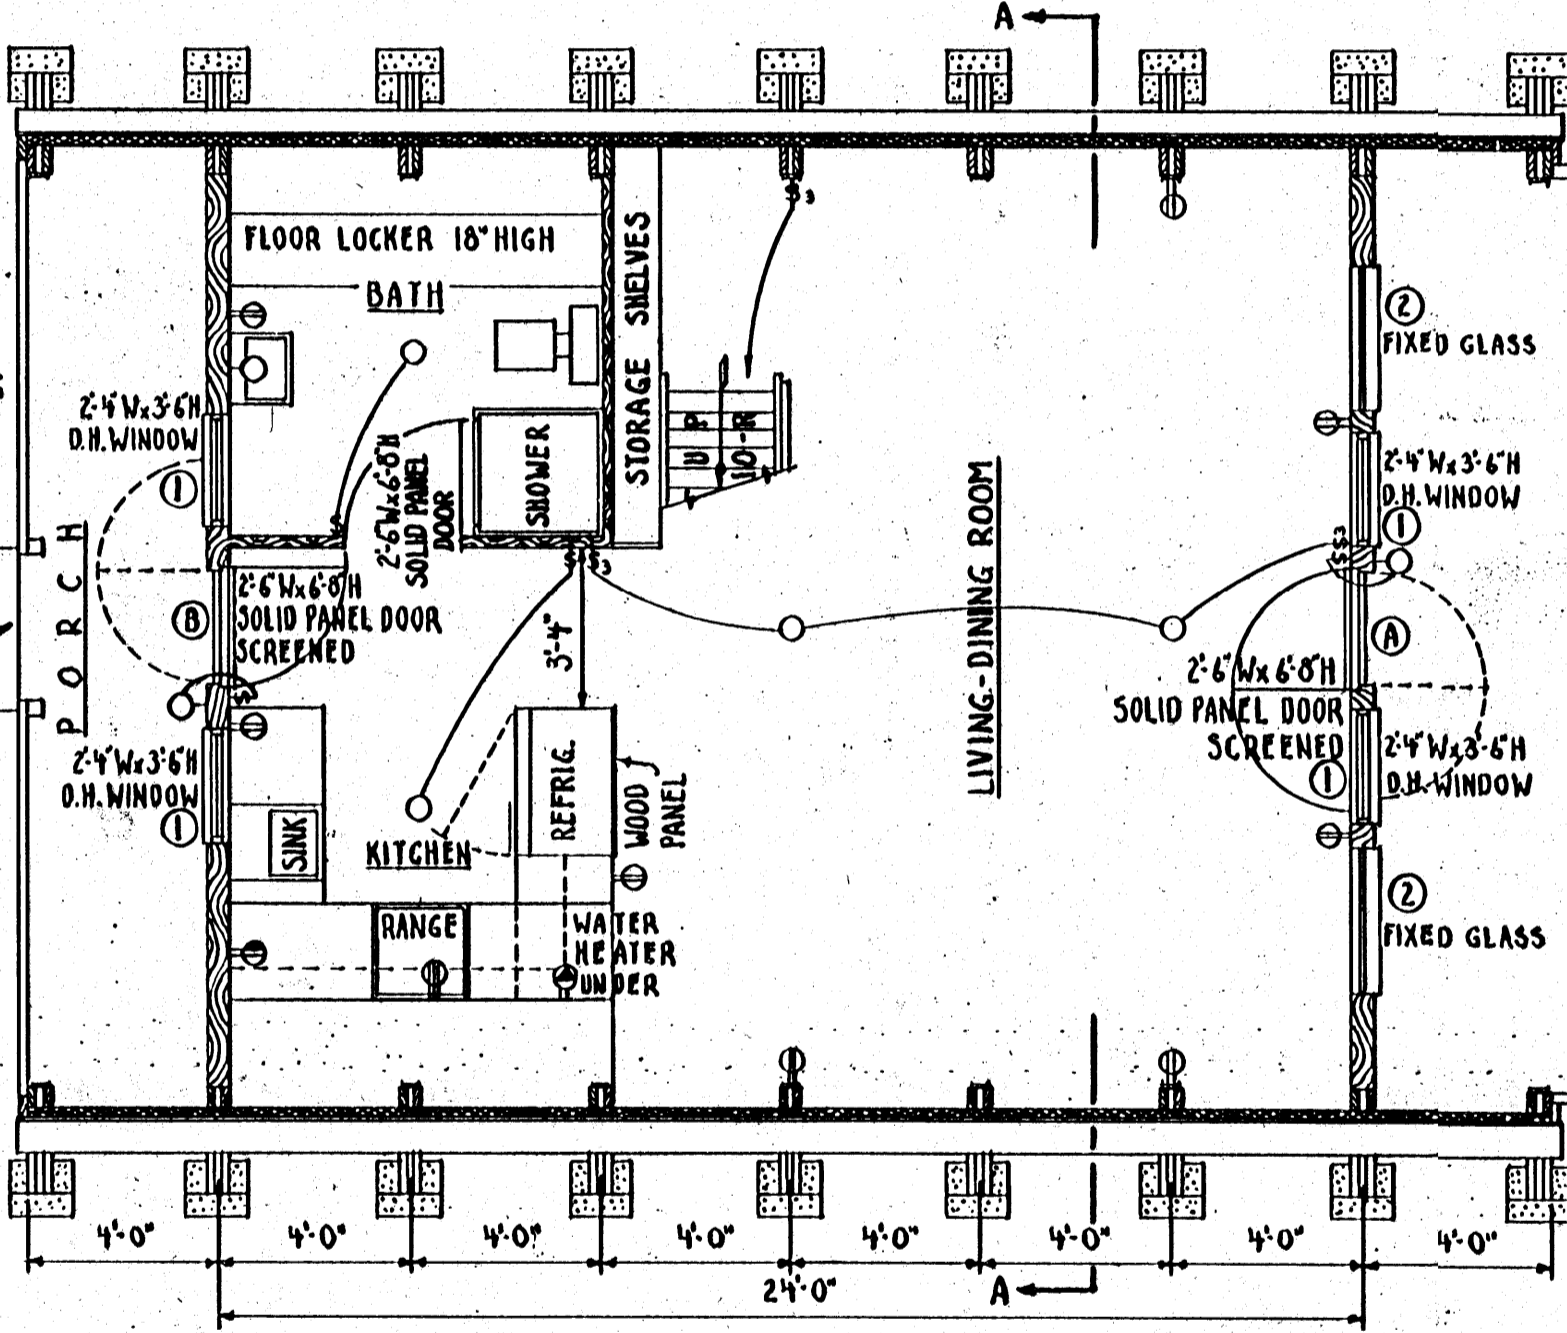 A
$3
FLOOR LOCKER 18" HIGH
BATH
STORAGE SHELVES
2
FIXED GLASS
2'-4" W x 3'-6" H
D.H. WINDOW
1
2'-6" W x 6'-8" H
SOLID PANEL
DOOR
SHOWER
UP
10-R
LIVING-DINING ROOM
2'-4" W x 3'-6" H
D.H. WINDOW
1
PORCH
B
2'-6" W x 6'-8" H
SOLID PANEL DOOR
SCREENED
$
$3
3'-4"
$$3
A
2'-6" W x 6'-8" H
SOLID PANEL DOOR
SCREENED
1
2'-4" W x 3'-6" H
D.H. WINDOW
2'-4" W x 3'-6" H
D.H. WINDOW
1
SINK
KITCHEN
REFRIG.
WOOD
PANEL
RANGE
WATER
HEATER
UNDER
2
FIXED GLASS
4'-0"
4'-0"
4'-0"
4'-0"
4'-0"
4'-0"
4'-0"
4'-0"
24'-0"
A